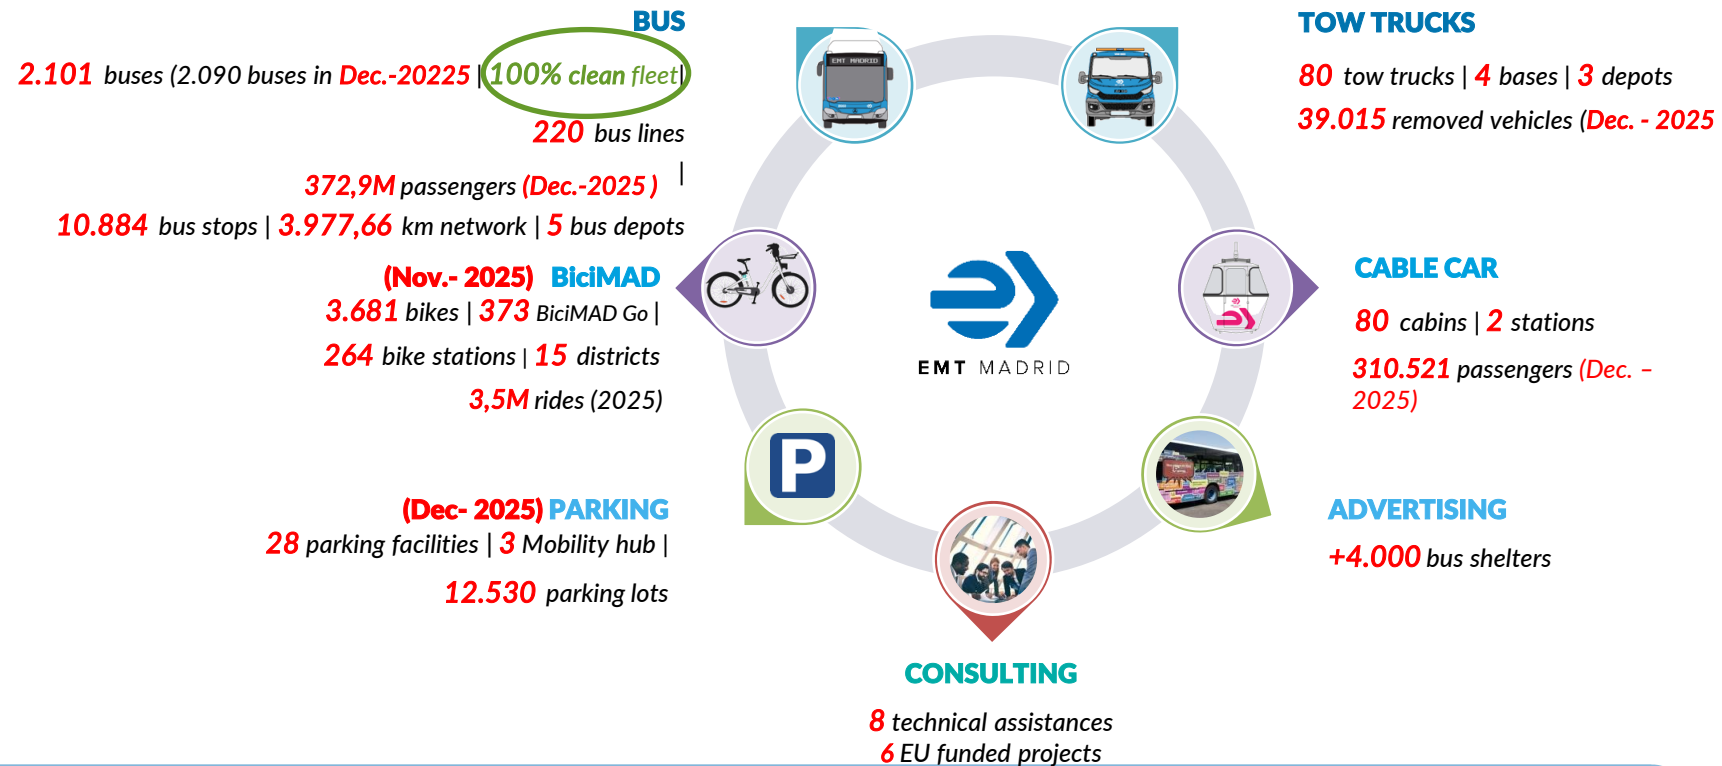 BUS
2.101 buses (2.090 buses in Dec.-20225 | 100% clean fleet|
220 bus lines
|
372,9M passengers (Dec.-2025 )
10.884 bus stops | 3.977,66 km network | 5 bus depots
(Nov.- 2025) BiciMAD
3.681 bikes | 373 BiciMAD Go |
264 bike stations | 15 districts
3,5M rides (2025)
(Dec- 2025) PARKING
28 parking facilities | 3 Mobility hub |
12.530 parking lots
EMT MADRID
P
EMT MADRID
TOW TRUCKS
80 tow trucks | 4 bases | 3 depots
39.015 removed vehicles (Dec. - 2025
CABLE CAR
80 cabins | 2 stations
310.521 passengers (Dec. –
2025)
ADVERTISING
+4.000 bus shelters
CONSULTING
8 technical assistances
6 EU funded projects